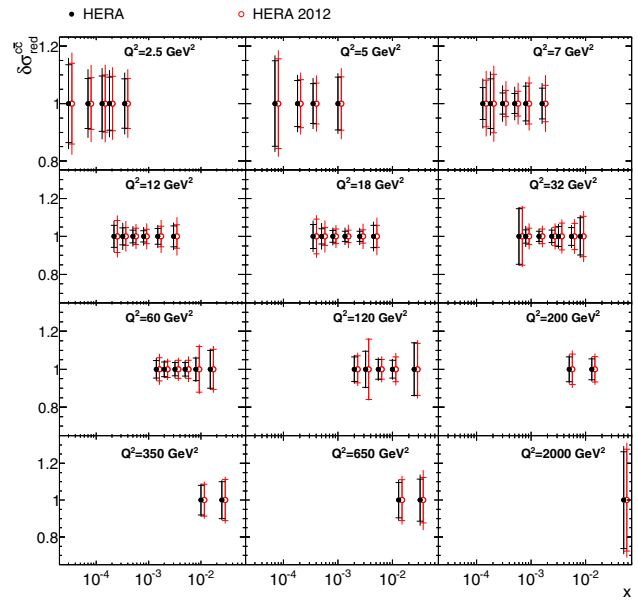 HERA HERA 2012
δσ^{cc̄}_{red}
Q²=2.5 GeV² Q²=5 GeV² Q²=7 GeV²
1.2
1
0.8
Q²=12 GeV² Q²=18 GeV² Q²=32 GeV²
1.2
1
0.8
Q²=60 GeV² Q²=120 GeV² Q²=200 GeV²
1.2
1
0.8
Q²=350 GeV² Q²=650 GeV² Q²=2000 GeV²
1.2
1
0.8
10⁻⁴ 10⁻³ 10⁻² 10⁻⁴ 10⁻³ 10⁻² 10⁻⁴ 10⁻³ 10⁻²
x